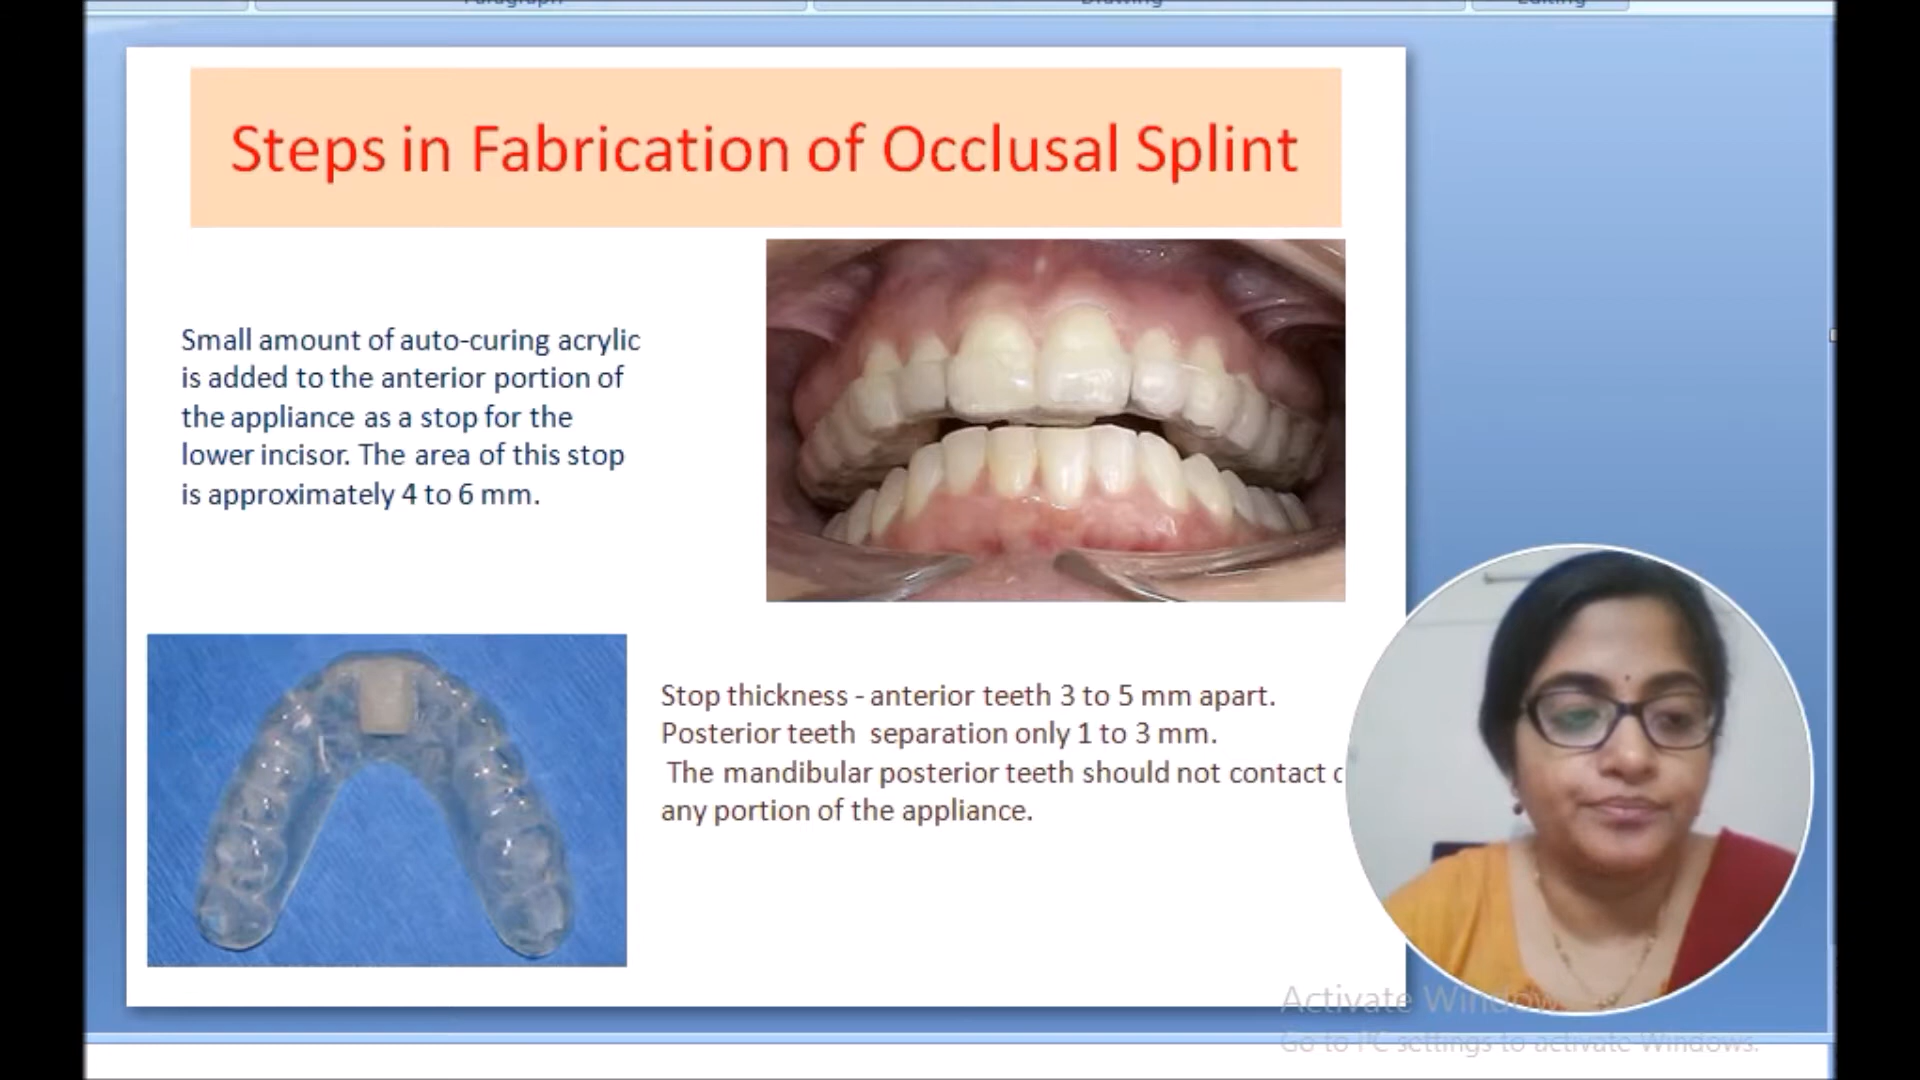 Paragraph
Drawing
Editing
Steps in Fabrication of Occlusal Splint
Small amount of auto-curing acrylic
is added to the anterior portion of
the appliance as a stop for the
lower incisor. The area of this stop
is approximately 4 to 6 mm.
Stop thickness - anterior teeth 3 to 5 mm apart.
Posterior teeth separation only 1 to 3 mm.
The mandibular posterior teeth should not contact
any portion of the appliance.
Activate Windows
Go to PC settings to activate Windows.